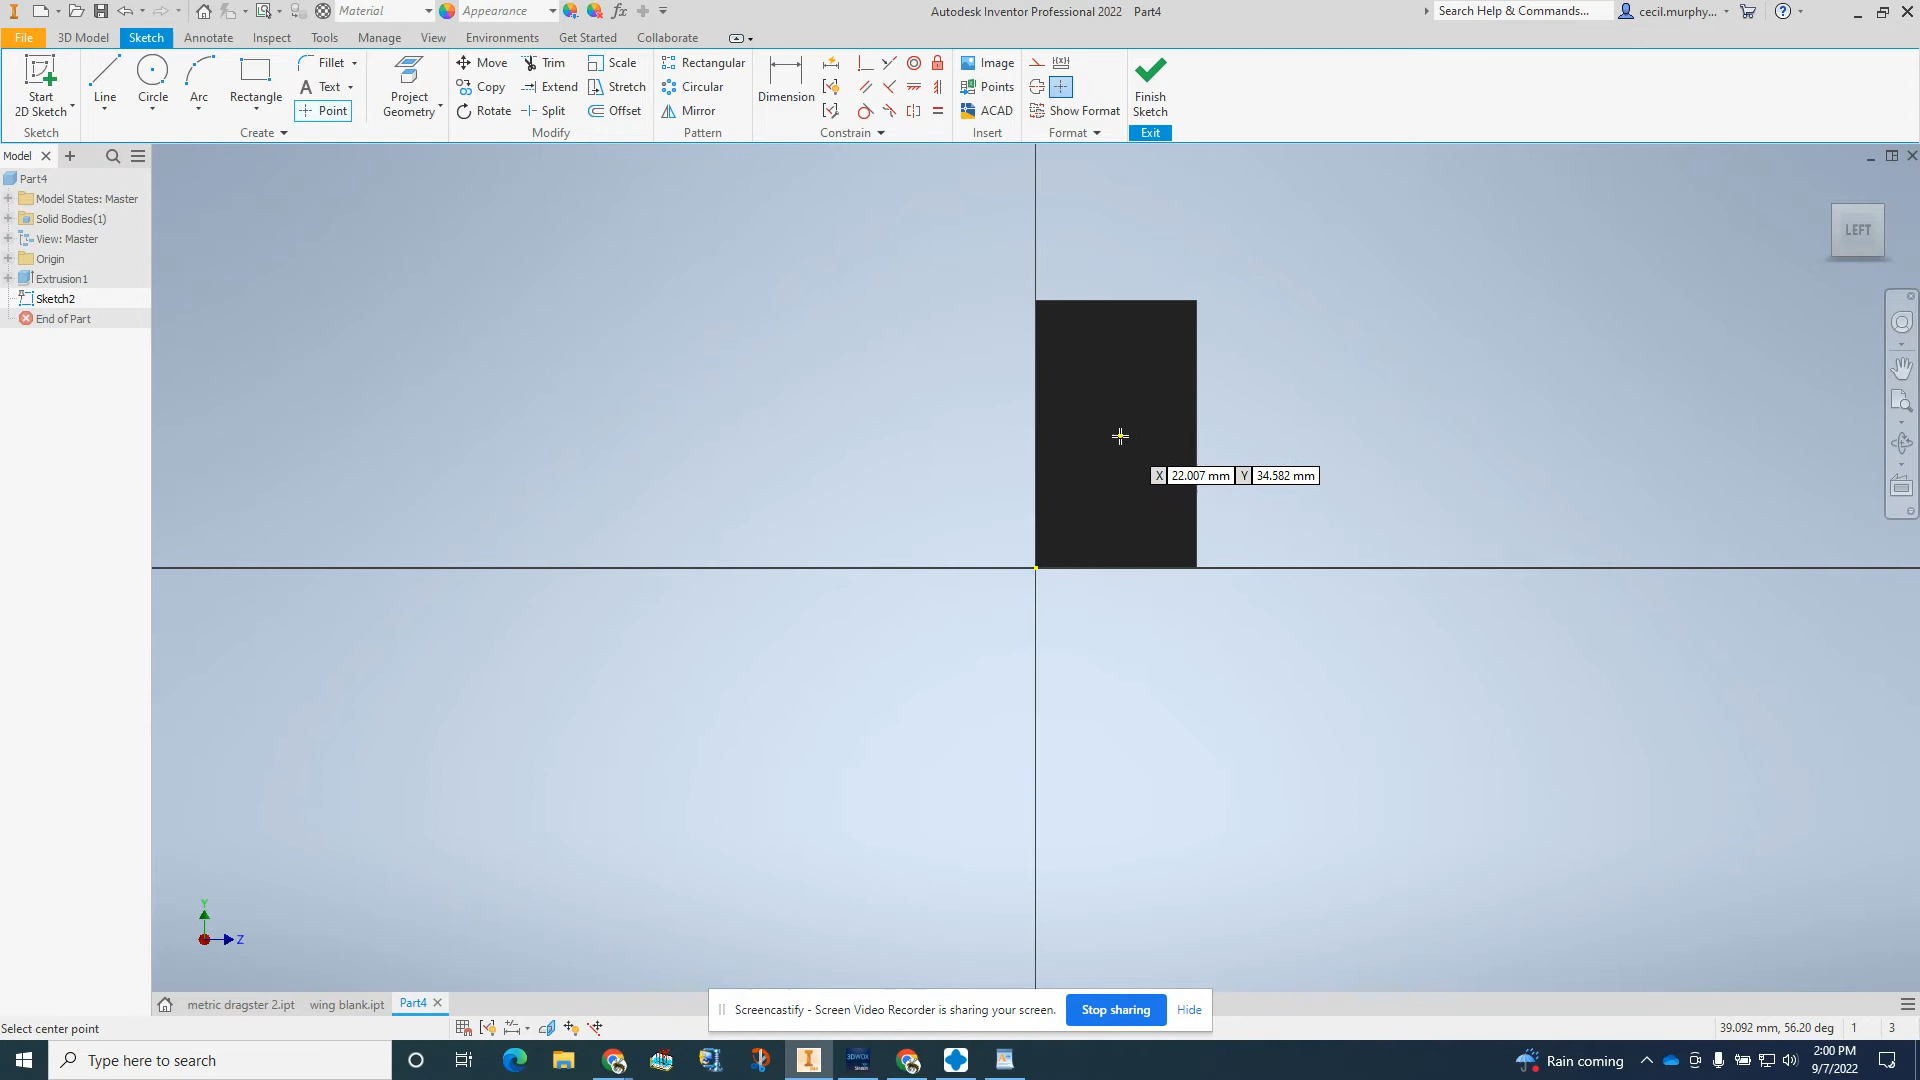 Material
Appearance
fx
Autodesk Inventor Professional 2022 Part4
Search Help & Commands...
cecil.murphy...
File
3D Model
Sketch
Annotate
Inspect
Tools
Manage
View
Environments
Get Started
Collaborate
Start
2D Sketch
Line
Circle
Arc
Rectangle
Fillet
Text
Point
Project
Geometry
Move
Copy
Rotate
Trim
Extend
Split
Scale
Stretch
Offset
Rectangular
Circular
Mirror
Dimension
Image
Points
ACAD
Show Format
Finish
Sketch
Sketch
Create
Modify
Pattern
Constrain
Insert
Format
Exit
Model
Part4
Model States: Master
Solid Bodies(1)
View: Master
Origin
Extrusion1
Sketch2
End of Part
LEFT
X 22.007 mm Y 34.582 mm
Y
Z
metric dragster 2.ipt
wing blank.ipt
Part4
Screencastify - Screen Video Recorder is sharing your screen.
Stop sharing
Hide
Select center point
39.092 mm, 56.20 deg
1
3
Type here to search
Rain coming
2:00 PM
9/7/2022